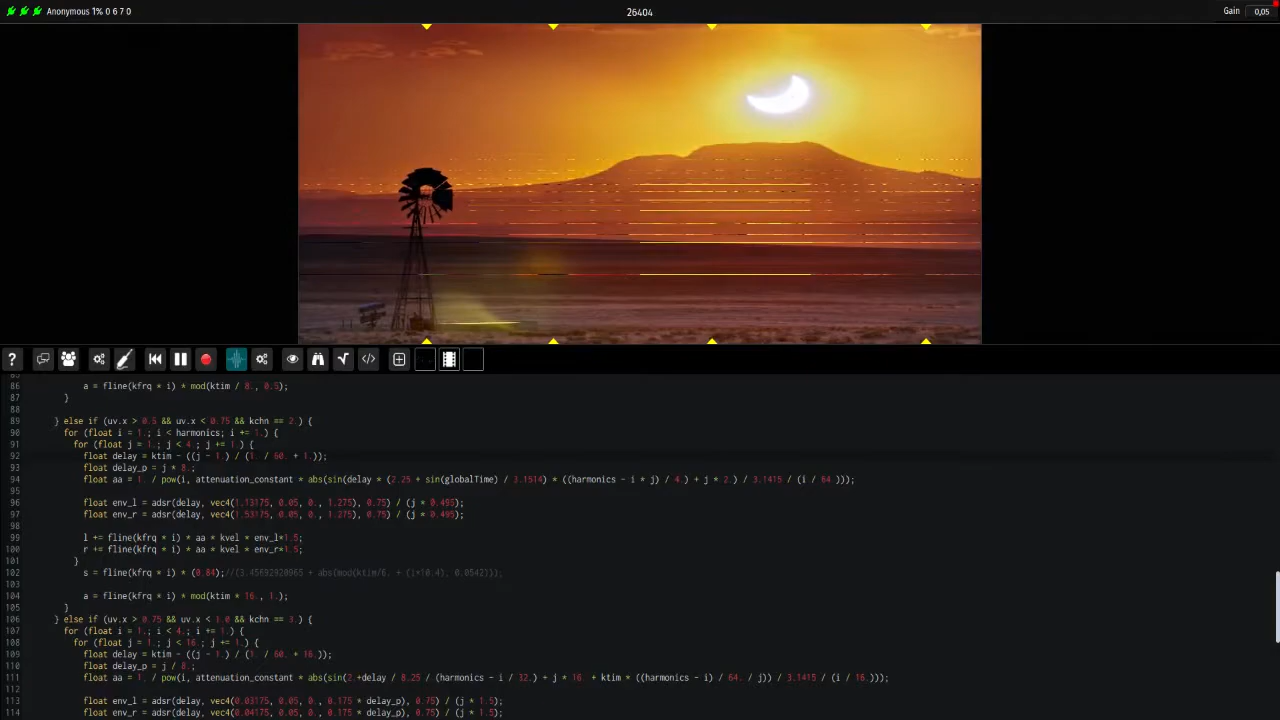 Anonymous 1% 0 6 7 0
26404
Gain 0,05
86 a = fline(kfrq * i) * mod(ktim / 8., 0.5);
87 }
88
89 } else if (uv.x > 0.5 && uv.x < 0.75 && kchn == 2.) {
90 for (float i = 1.; i < harmonics; i += 1.) {
91 for (float j = 1.; j < 4.; j += 1.) {
92 float delay = ktim - ((j - 1.) / (1. / 60. + 1.));
93 float delay_p = j * 8.;
94 float aa = 1. / pow(i, attenuation_constant * abs(sin(delay * (2.25 + sin(globalTime) / 3.1514) * ((harmonics - i * j) / 4.) + j * 2.) / 3.1415 / (i / 64.)));
95
96 float env_l = adsr(delay, vec4(1.13175, 0.05, 0., 1.275), 0.75) / (j * 0.495);
97 float env_r = adsr(delay, vec4(1.53175, 0.05, 0., 1.275), 0.75) / (j * 0.495);
98
99 l += fline(kfrq * i) * aa * kvel * env_l*1.5;
100 r += fline(kfrq * i) * aa * kvel * env_r*1.5;
101 }
102 s = fline(kfrq * i) * (0.84);//(3.45692920965 + abs(mod(ktim/6. + (i*10.4), 0.0542)));
103
104 a = fline(kfrq * i) * mod(ktim * 16., 1.);
105 }
106 } else if (uv.x > 0.75 && uv.x < 1.0 && kchn == 3.) {
107 for (float i = 1.; i < 4.; i += 1.) {
108 for (float j = 1.; j < 16.; j += 1.) {
109 float delay = ktim - ((j - 1.) / (1. / 60. + 16.));
110 float delay_p = j / 8.;
111 float aa = 1. / pow(i, attenuation_constant * abs(sin(2.+delay / 8.25 / (harmonics - i / 32.) + j * 16. + ktim * ((harmonics - i) / 64. / j)) / 3.1415 / (i / 16.)));
112
113 float env_l = adsr(delay, vec4(0.03175, 0.05, 0., 0.175 * delay_p), 0.75) / (j * 1.5);
114 float env_r = adsr(delay, vec4(0.04175, 0.05, 0., 0.175 * delay_p), 0.75) / (j * 1.5);